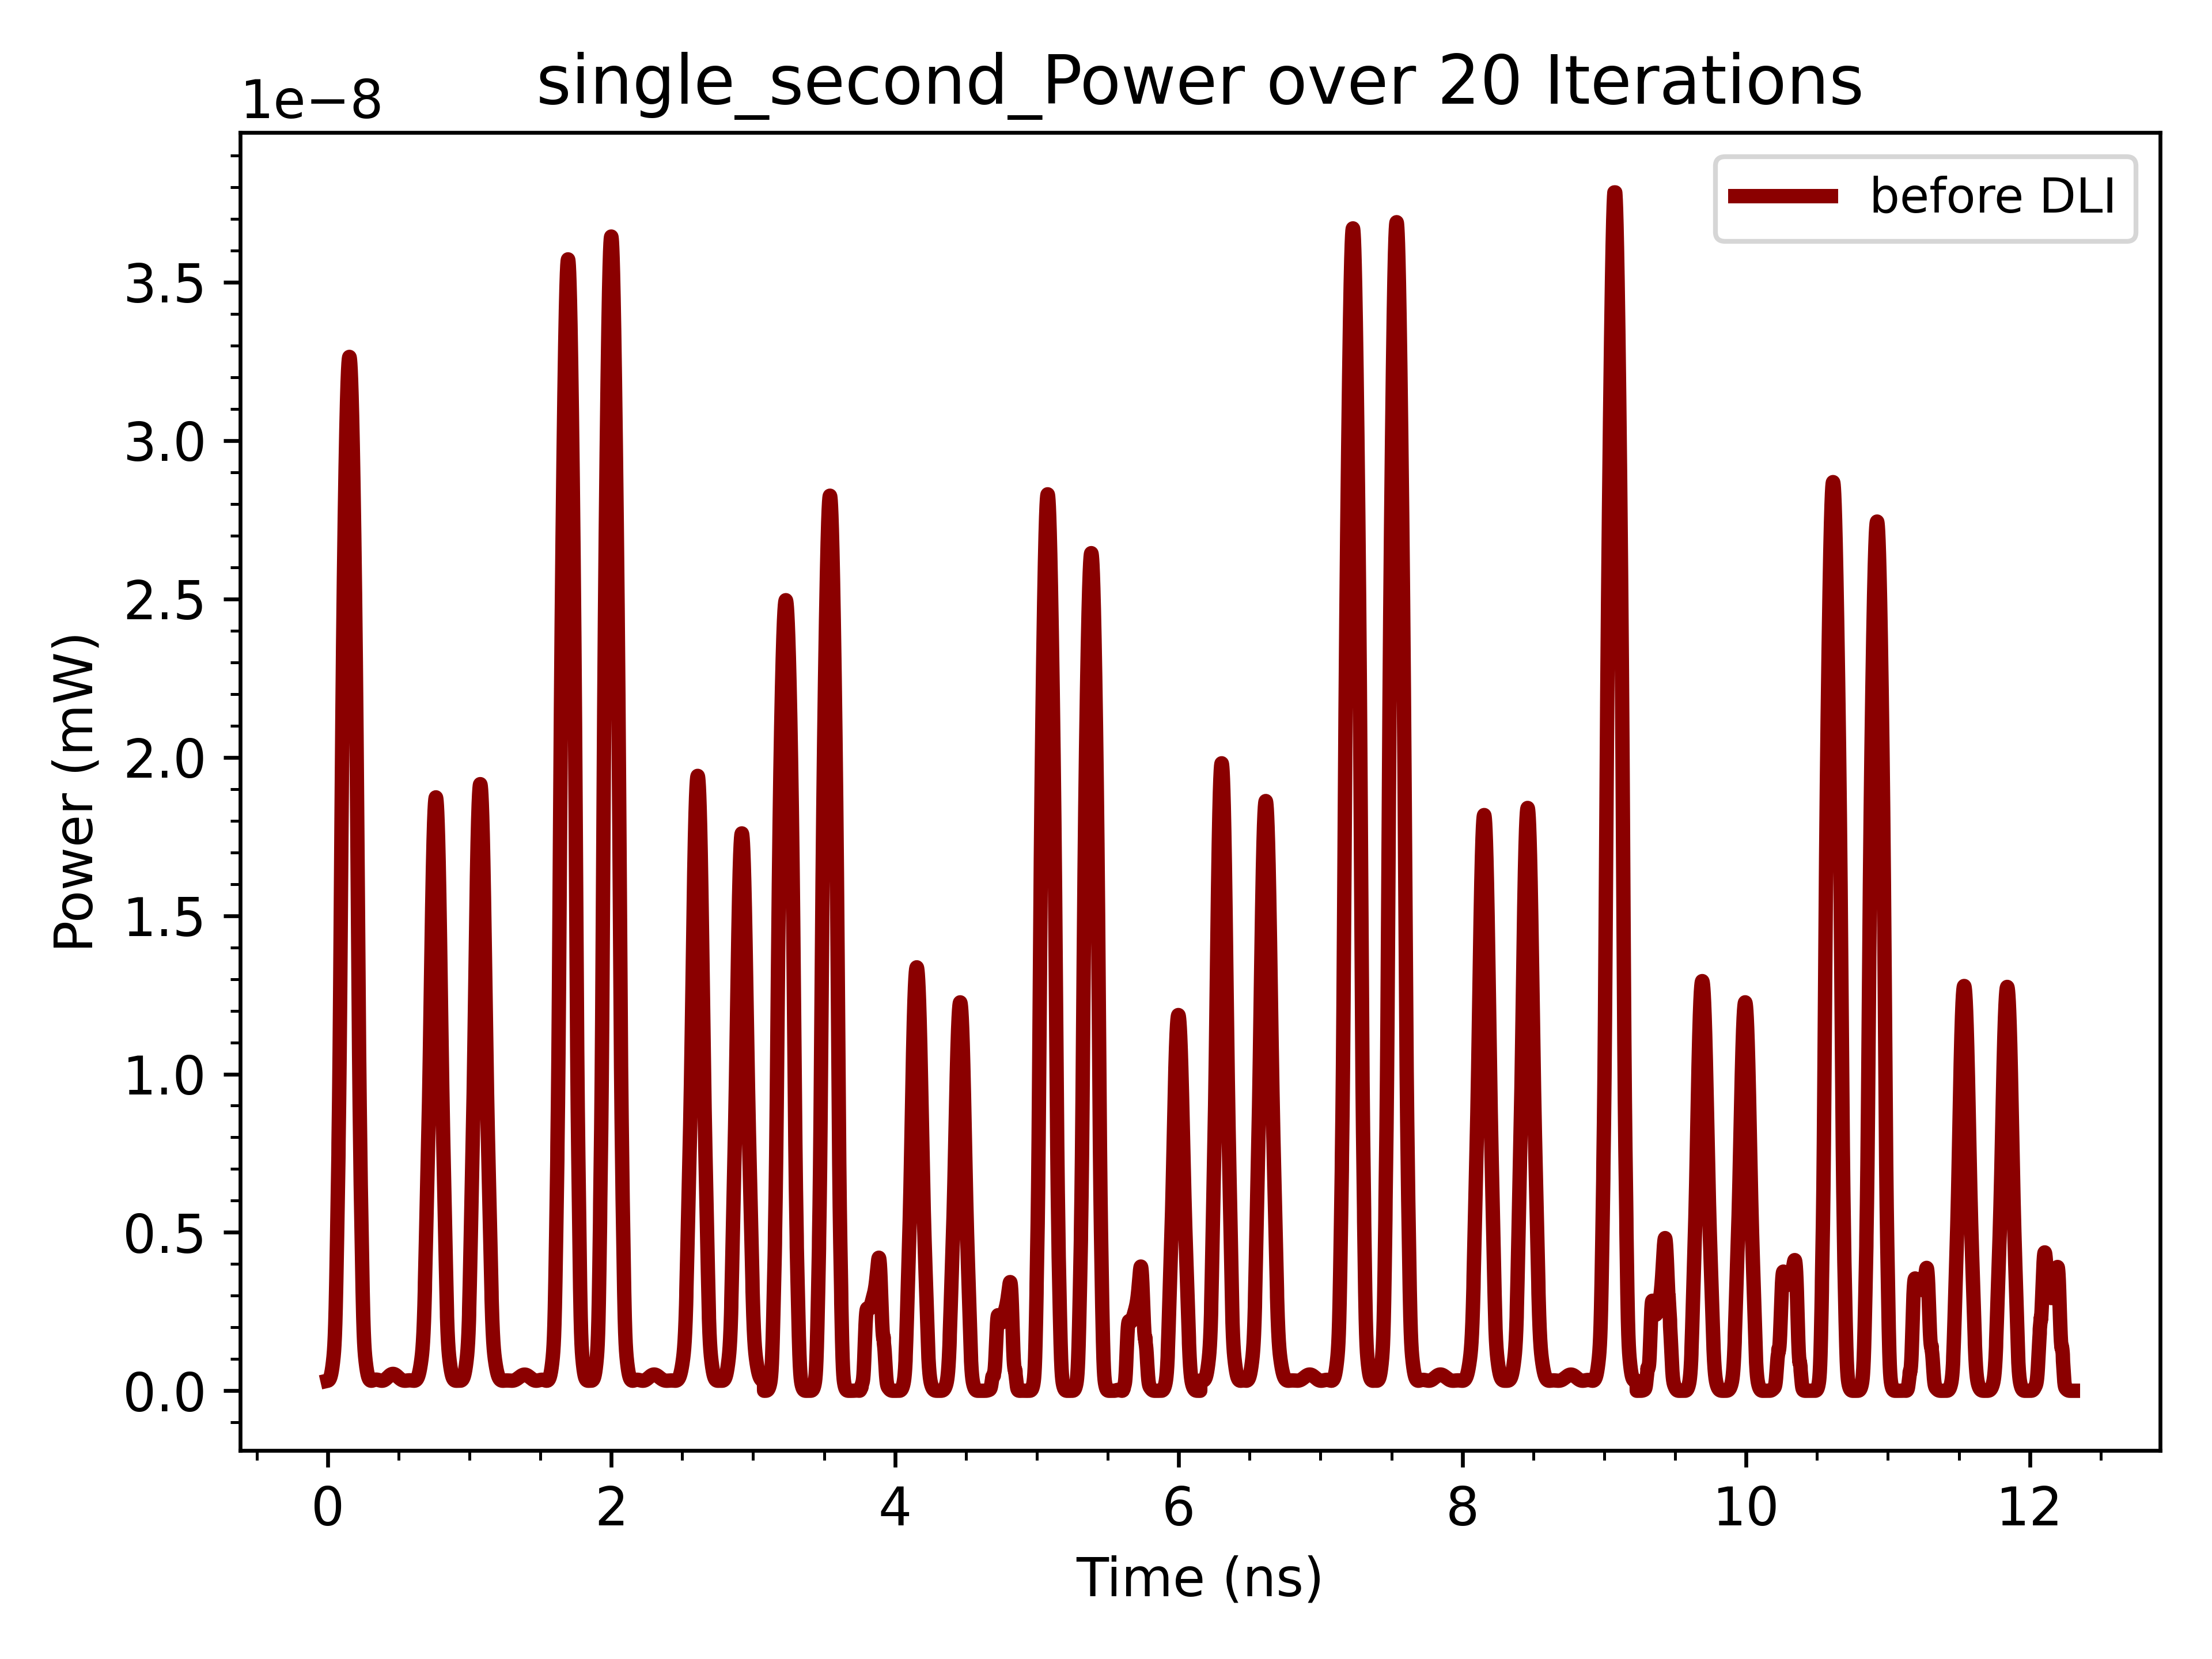 single_second_Power over 20 Iterations
1e−8
before DLI
3.5
3.0
2.5
2.0
1.5
1.0
0.5
0.0
Power (mW)
0 2 4 6 8 10 12
Time (ns)